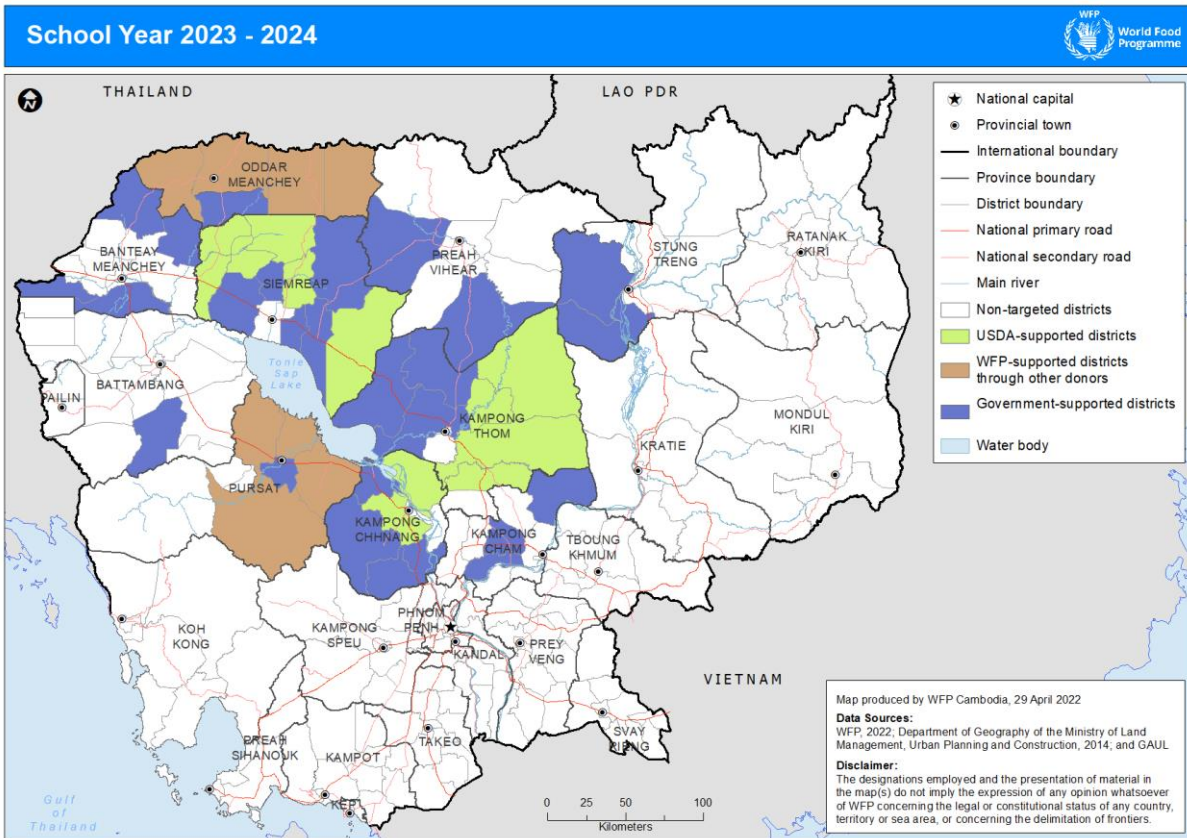 School Year 2023 - 2024
WFP
World Food
Programme
THAILAND
LAO PDR
N
ODDAR
MEANCHEY
BANTEAY
MEANCHEY
SIEMREAP
PREAH
VIHEAR
STUNG
TRENG
RATANAK
KIRI
Tonle
Sap
Lake
BATTAMBANG
PAILIN
KAMPONG
THOM
MONDUL
KIRI
KRATIE
PURSAT
KAMPONG
CHHNANG
KAMPONG
CHAM
TBOUNG
KHMUM
PHNOM
PENH
KOH
KONG
KAMPONG
SPEU
KANDAL
PREY
VENG
VIETNAM
SVAY
RIENG
PREAH
SIHANOUK
KAMPOT
TAKEO
KEP
Gulf
of
Thailand
National capital
Provincial town
International boundary
Province boundary
District boundary
National primary road
National secondary road
Main river
Non-targeted districts
USDA-supported districts
WFP-supported districts
through other donors
Government-supported districts
Water body
0 25 50 100
Kilometers
Map produced by WFP Cambodia, 29 April 2022
Data Sources:
WFP, 2022; Department of Geography of the Ministry of Land
Management, Urban Planning and Construction, 2014; and GAUL
Disclaimer:
The designations employed and the presentation of material in
the map(s) do not imply the expression of any opinion whatsoever
of WFP concerning the legal or constitutional status of any country,
territory or sea area, or concerning the delimitation of frontiers.